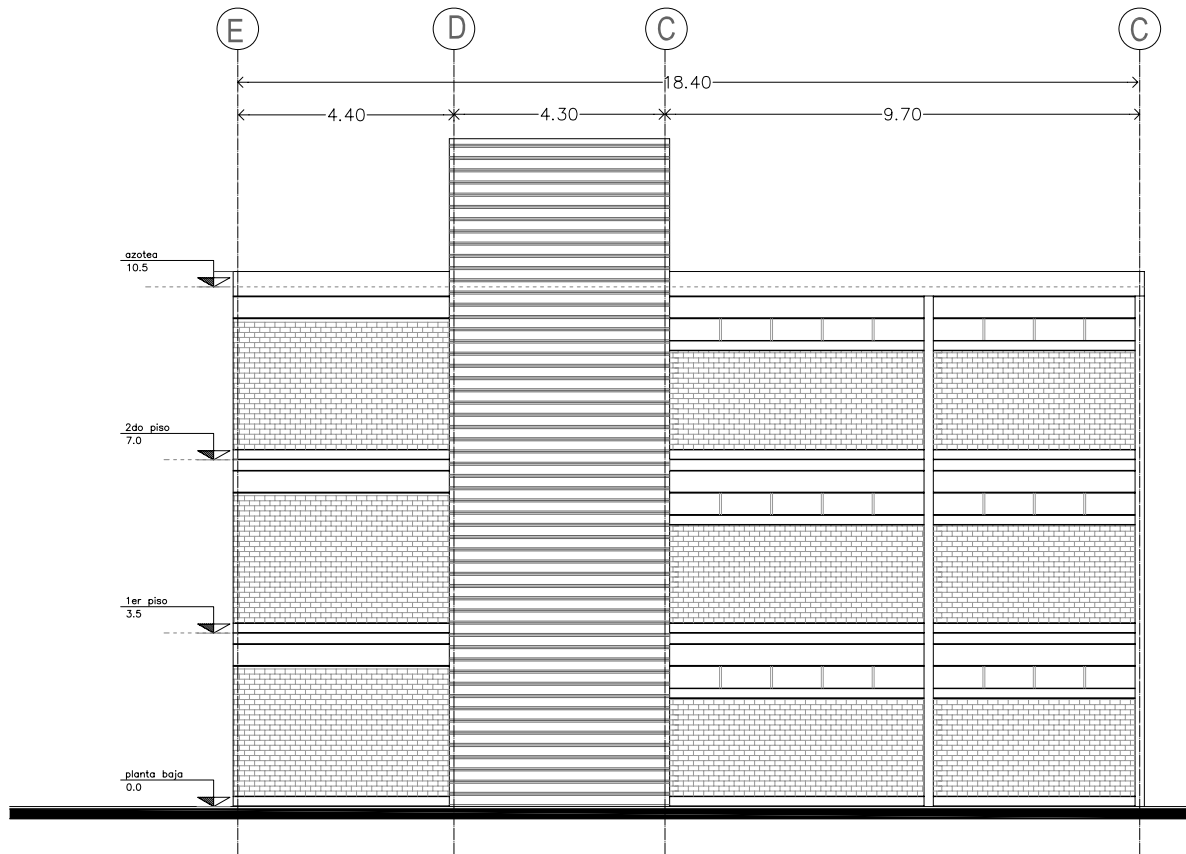 E
D
C
C
18.40
4.40
4.30
9.70
azotea
10.5
2do piso
7.0
1er piso
3.5
planta baja
0.0